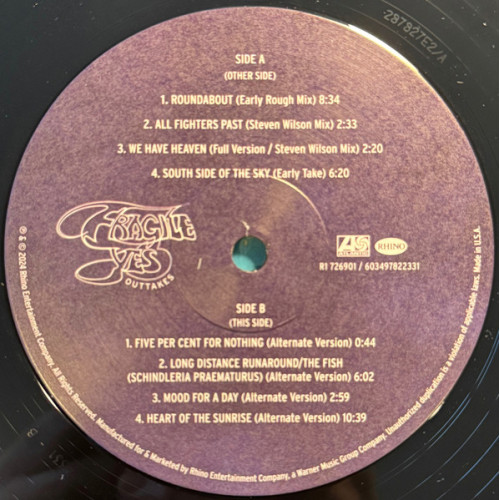 287827E2/A
SIDE A
(OTHER SIDE)
1. ROUNDABOUT (Early Rough Mix) 8:34
2. ALL FIGHTERS PAST (Steven Wilson Mix) 2:33
3. WE HAVE HEAVEN (Full Version / Steven Wilson Mix) 2:20
4. SOUTH SIDE OF THE SKY (Early Take) 6:20
FRAGILE
YES
OUTTAKES
ATLANTIC
RHINO
R1 726901 / 603497822331
SIDE B
(THIS SIDE)
1. FIVE PER CENT FOR NOTHING (Alternate Version) 0:44
2. LONG DISTANCE RUNAROUND/THE FISH
(SCHINDLERIA PRAEMATURUS) (Alternate Version) 6:02
3. MOOD FOR A DAY (Alternate Version) 2:59
4. HEART OF THE SUNRISE (Alternate Version) 10:39
℗ & © 2024 Rhino Entertainment Company. All Rights Reserved. Manufactured for & Marketed by Rhino Entertainment Company, a Warner Music Group Company. Unauthorized duplication is a violation of applicable laws. Made in U.S.A.